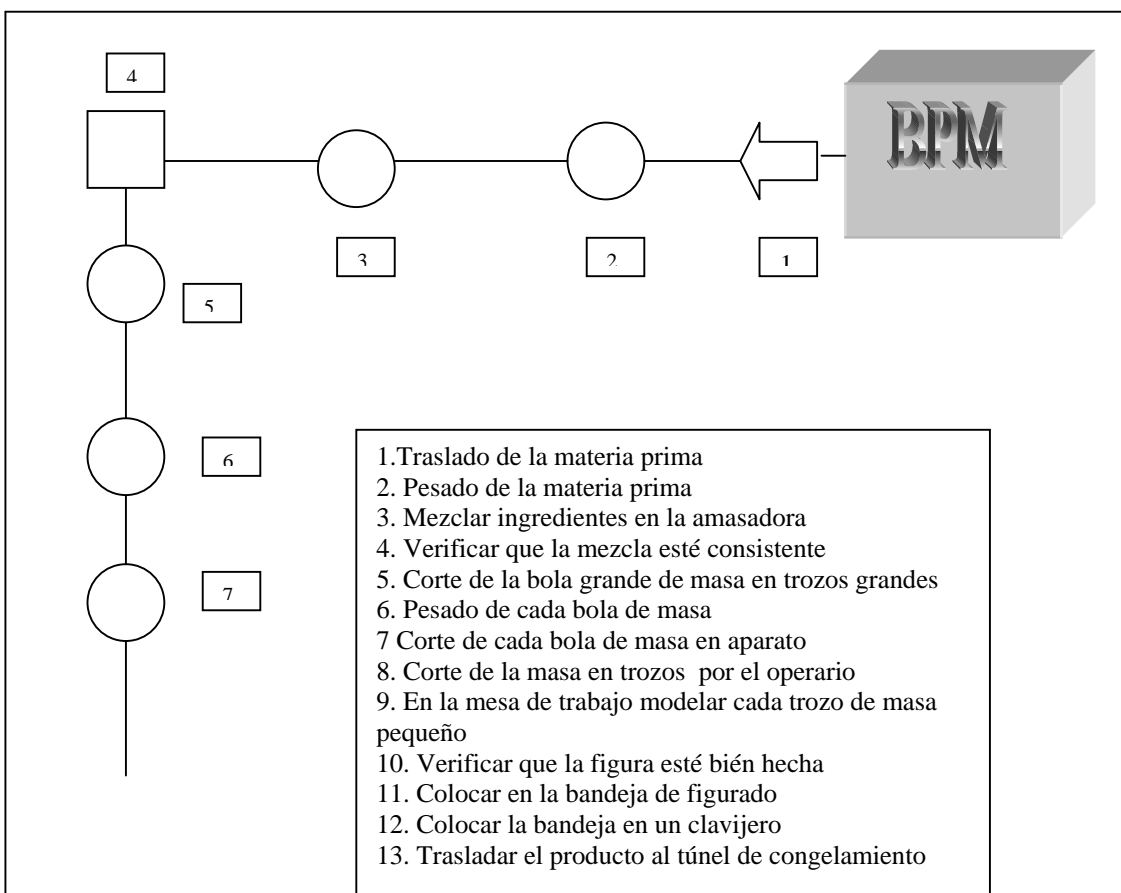 4
BPM
3
2
1
5
6
7
1.Traslado de la materia prima
2. Pesado de la materia prima
3. Mezclar ingredientes en la amasadora
4. Verificar que la mezcla esté consistente
5. Corte de la bola grande de masa en trozos grandes
6. Pesado de cada bola de masa
7 Corte de cada bola de masa en aparato
8. Corte de la masa en trozos por el operario
9. En la mesa de trabajo modelar cada trozo de masa
pequeño
10. Verificar que la figura esté bién hecha
11. Colocar en la bandeja de figurado
12. Colocar la bandeja en un clavijero
13. Trasladar el producto al túnel de congelamiento